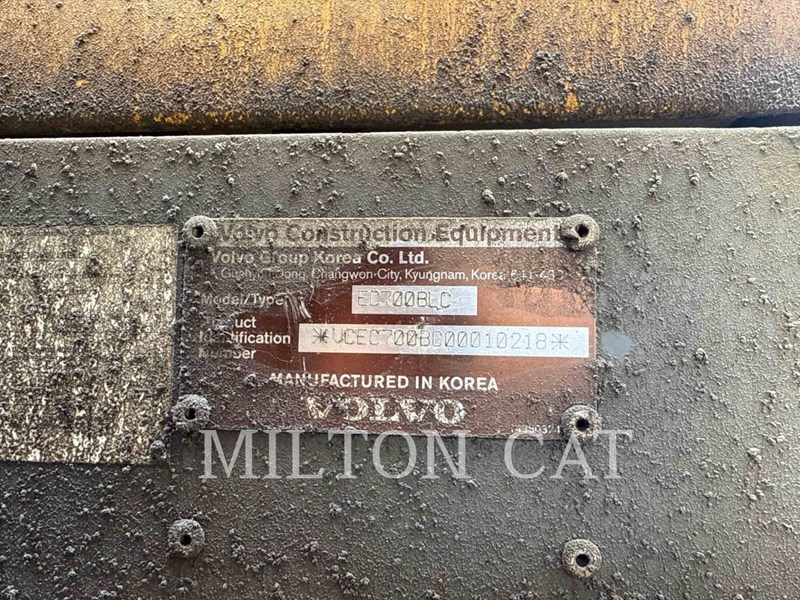 Volvo Construction Equipment
Volvo Group Korea Co. Ltd.
Changwon-City, Kyungnam, Korea
Model/Type EC700BLC
Product
Identification *VCEC700BC00010218*
Number
MANUFACTURED IN KOREA
VOLVO
MILTON CAT